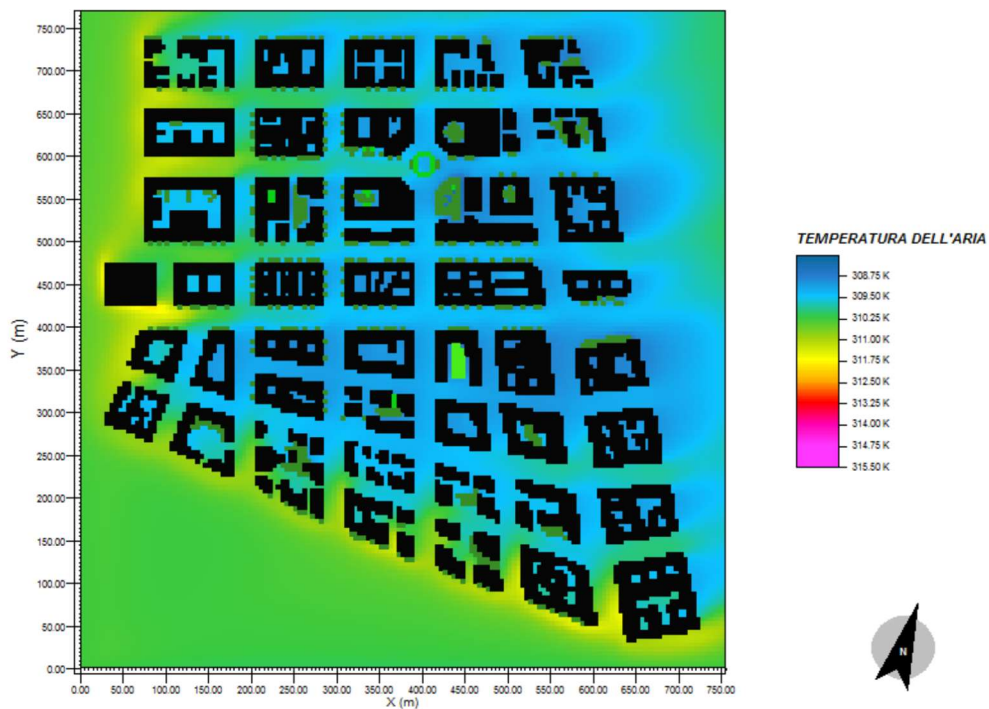 750.00
700.00
650.00
600.00
550.00
500.00
450.00
400.00
350.00
300.00
250.00
200.00
150.00
100.00
50.00
0.00
Y (m)
0.00 50.00 100.00 150.00 200.00 250.00 300.00 350.00 400.00 450.00 500.00 550.00 600.00 650.00 700.00 750.00
X (m)
TEMPERATURA DELL'ARIA
308.75 K
309.50 K
310.25 K
311.00 K
311.75 K
312.50 K
313.25 K
314.00 K
314.75 K
315.50 K
N